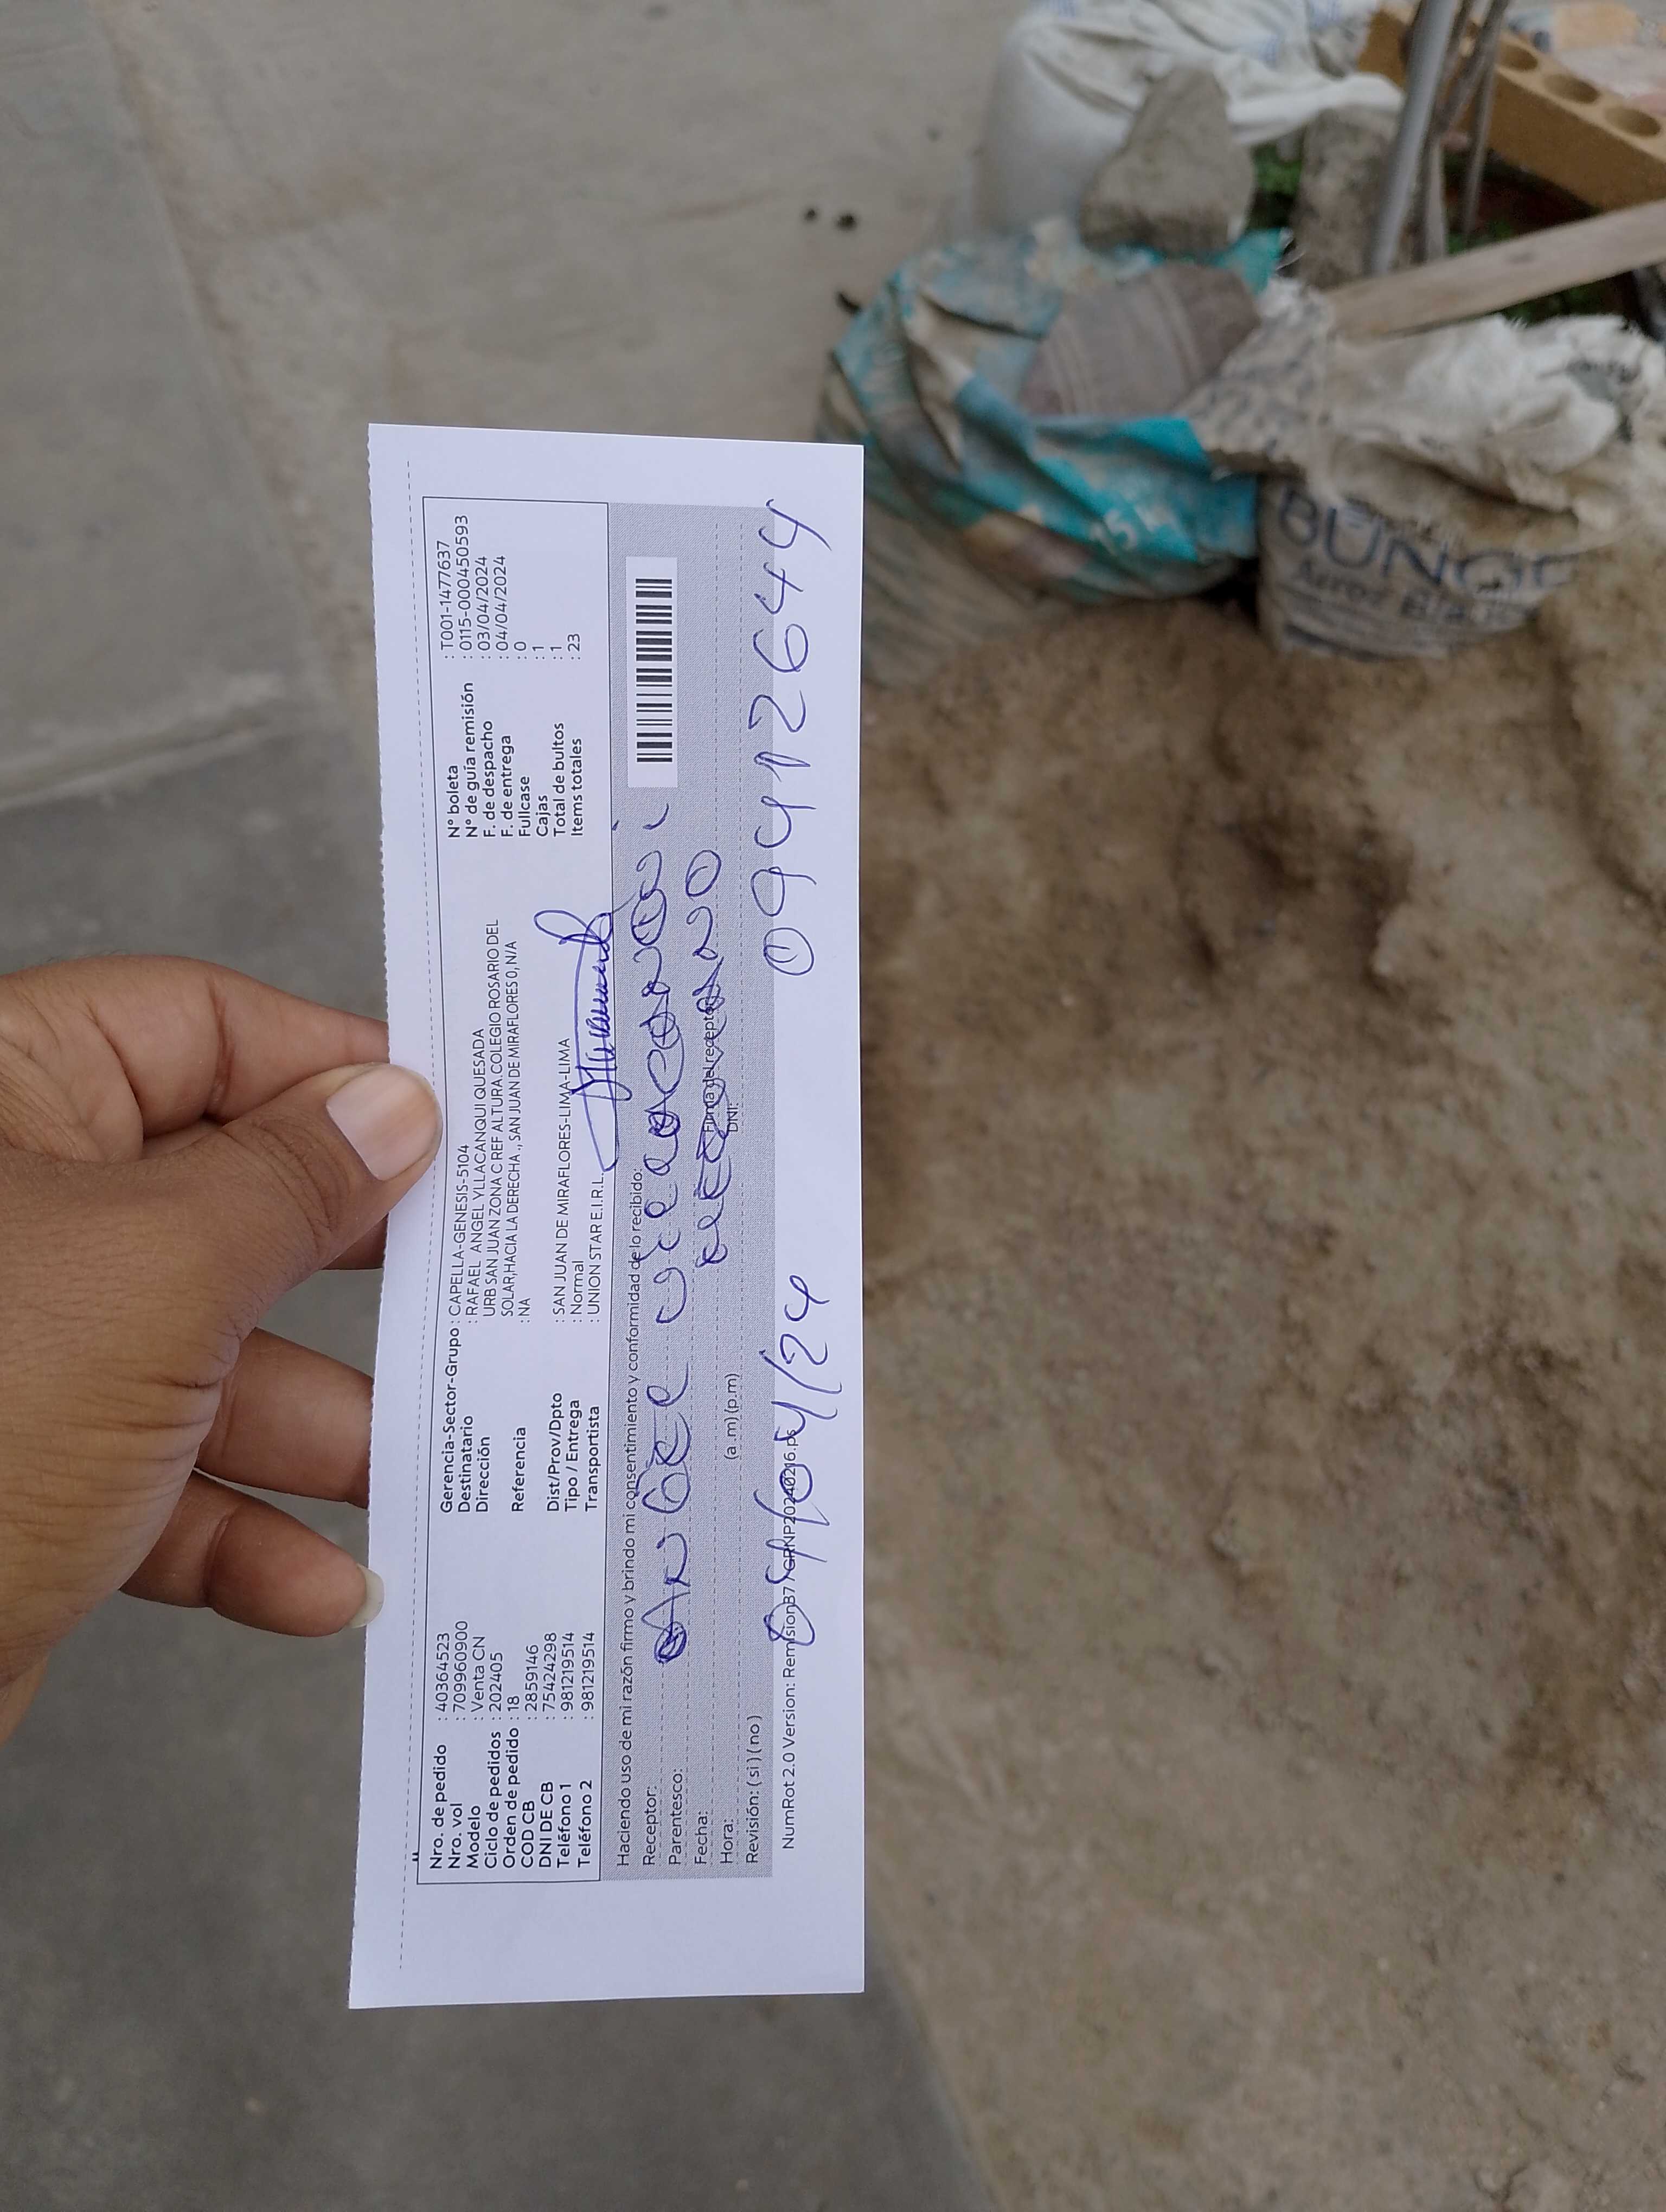 Nro. de pedido : 40364523
Nro. vol : 709960900
Modelo : Venta CN
Ciclo de pedidos : 202405
Orden de pedido : 18
COD CB : 2859146
DNI DE CB : 75424298
Teléfono 1 : 981219514
Teléfono 2 : 981219514
Gerencia-Sector-Grupo : CAPELLA-GENESIS-5104
Destinatario : RAFAEL ANGEL YLLACANQUI QUESADA
Dirección URB SAN JUAN ZONA C REF ALTURA.COLEGIO ROSARIO DEL
SOLAR,HACIA LA DERECHA ., SAN JUAN DE MIRAFLORES 0, N/A
Referencia : NA
Dist/Prov/Dpto : SAN JUAN DE MIRAFLORES-LIMA-LIMA
Tipo / Entrega : Normal
Transportista : UNION STAR E.I.R.L.
N° boleta : T001-1477637
N° de guía remisión : 0115-0000450593
F. de despacho : 03/04/2024
F. de entrega : 04/04/2024
Fullcase : 0
Cajas : 1
Total de bultos : 1
Items totales : 23
Haciendo uso de mi razón firmo y brindo mi consentimiento y conformidad de lo recibido:
Receptor:
Parentesco:
Fecha:
Hora: (a.m) (p.m)
Firma del receptor
DNI:
Revisión: ( si ) ( no )
09412644
NumRot 2.0 Version: Remision37 / GRNP20240216.ps
/04/24
BUNGE
15